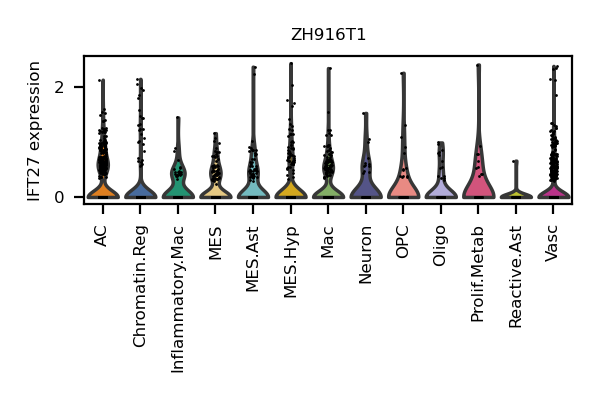 ZH916T1
IFT27 expression
2
0
AC
Chromatin.Reg
Inflammatory.Mac
MES
MES.Ast
MES.Hyp
Mac
Neuron
OPC
Oligo
Prolif.Metab
Reactive.Ast
Vasc